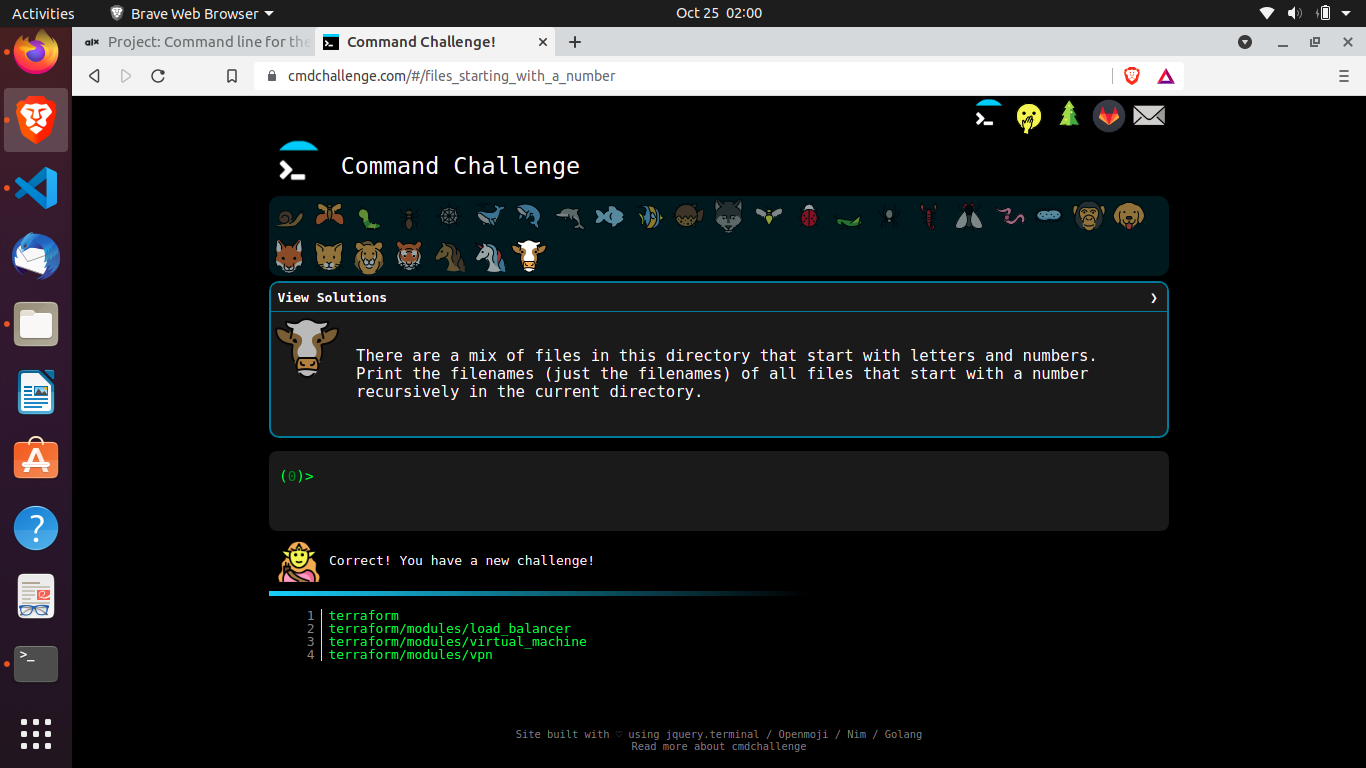 Activities
Brave Web Browser
Oct 25 02:00
Project: Command line for the
Command Challenge!
cmdchallenge.com/#/files_starting_with_a_number
Command Challenge
View Solutions
There are a mix of files in this directory that start with letters and numbers.
Print the filenames (just the filenames) of all files that start with a number
recursively in the current directory.
(0)>
Correct! You have a new challenge!
1 terraform
2 terraform/modules/load_balancer
3 terraform/modules/virtual_machine
4 terraform/modules/vpn
Site built with ♡ using jquery.terminal / Openmoji / Nim / Golang
Read more about cmdchallenge